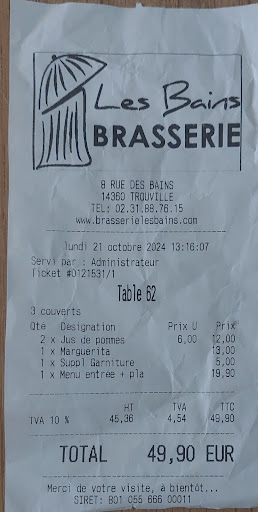 Les Bains
BRASSERIE
8 RUE DES BAINS
14360 TROUVILLE
TEL: 02.31.88.76.15
www.brasserielesbains.com
lundi 21 octobre 2024 13:16:07
Servi par : Administrateur
Ticket #0121531/1
Table 62
3 couverts
Qté Désignation Prix U Prix
2 x Jus de pommes 6,00 12,00
1 x Marguerita 13,00
1 x Suppl Garniture 5,00
1 x Menu entrée + pla 19,90
HT TVA TTC
TVA 10 % 45,36 4,54 49,90
TOTAL 49,90 EUR
Merci de votre visite, à bientôt...
SIRET: 801 055 666 00011